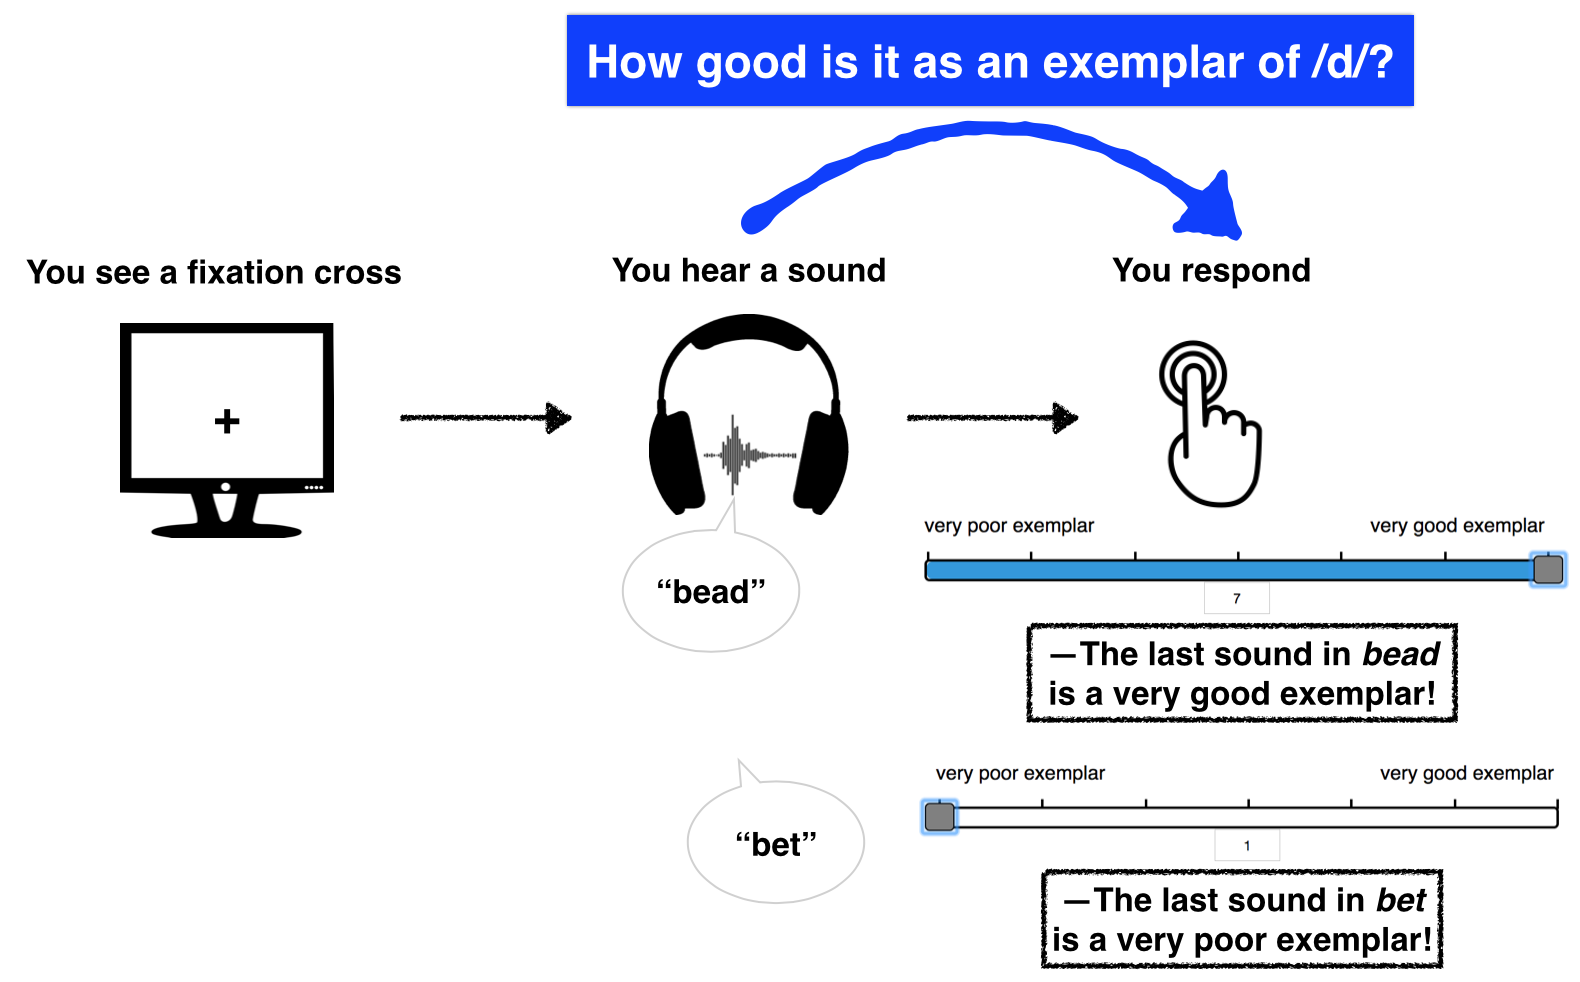 How good is it as an exemplar of /d/?
You see a fixation cross
You hear a sound
You respond
+
very poor exemplar
very good exemplar
“bead”
7
—The last sound in bead
is a very good exemplar!
very poor exemplar
very good exemplar
“bet”
1
—The last sound in bet
is a very poor exemplar!